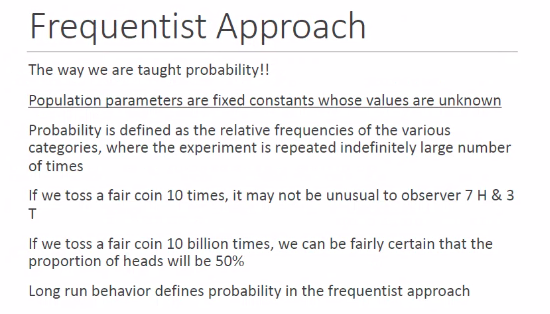 Frequentist Approach
The way we are taught probability!!
Population parameters are fixed constants whose values are unknown
Probability is defined as the relative frequencies of the various
categories, where the experiment is repeated indefinitely large number
of times
If we toss a fair coin 10 times, it may not be unusual to observer 7 H & 3
T
If we toss a fair coin 10 billion times, we can be fairly certain that the
proportion of heads will be 50%
Long run behavior defines probability in the frequentist approach